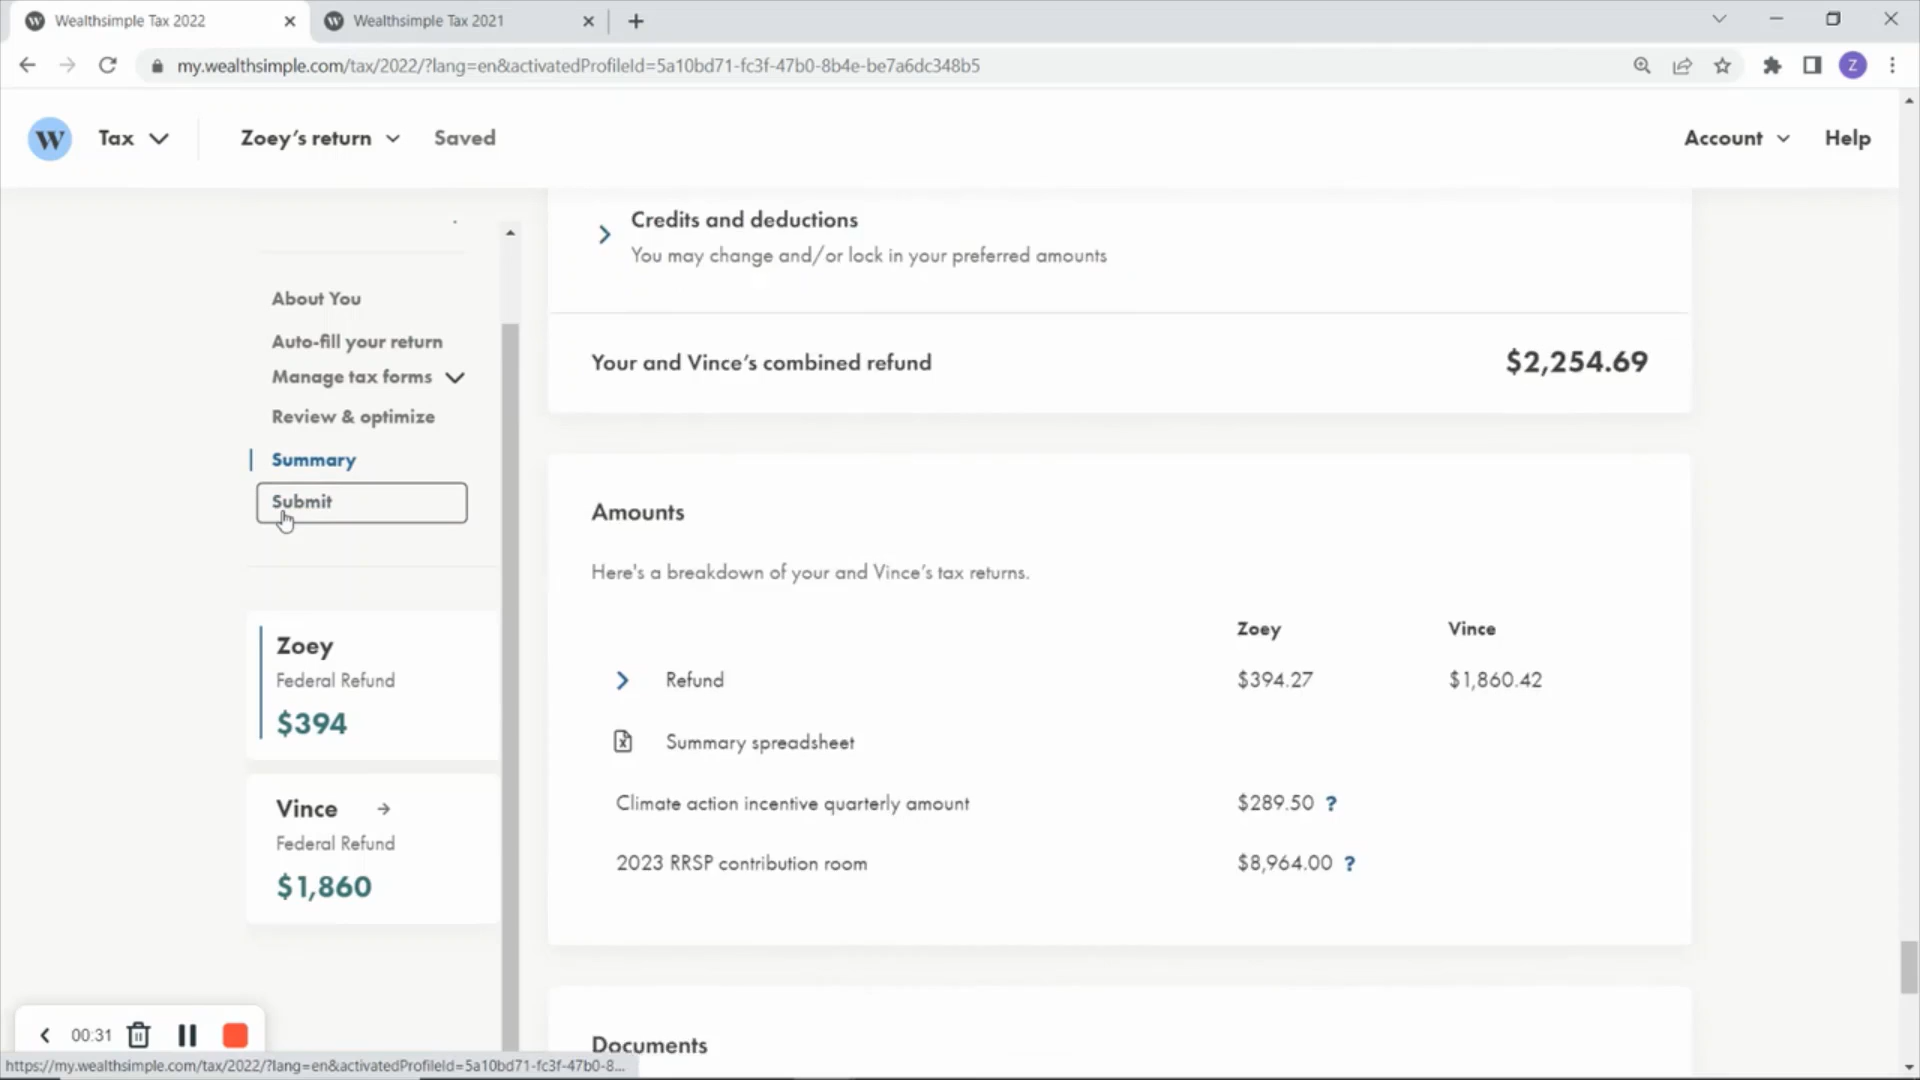 Wealthsimple Tax 2022
Wealthsimple Tax 2021
my.wealthsimple.com/tax/2022/?lang=en&activatedProfileId=5a10bd71-fc3f-47b0-8b4e-be7a6dc348b5
Z
W Tax Zoey's return Saved Account Help
About You
Auto-fill your return
Manage tax forms
Review & optimize
Summary
Submit
Zoey
Federal Refund
$394
Vince
Federal Refund
$1,860
Credits and deductions
You may change and/or lock in your preferred amounts
Your and Vince's combined refund $2,254.69
Amounts
Here's a breakdown of your and Vince's tax returns.
Zoey Vince
Refund $394.27 $1,860.42
Summary spreadsheet
Climate action incentive quarterly amount $289.50 ?
2023 RRSP contribution room $8,964.00 ?
Documents
00:31
https://my.wealthsimple.com/tax/2022/?lang=en&activatedProfileId=5a10bd71-fc3f-47b0-8...